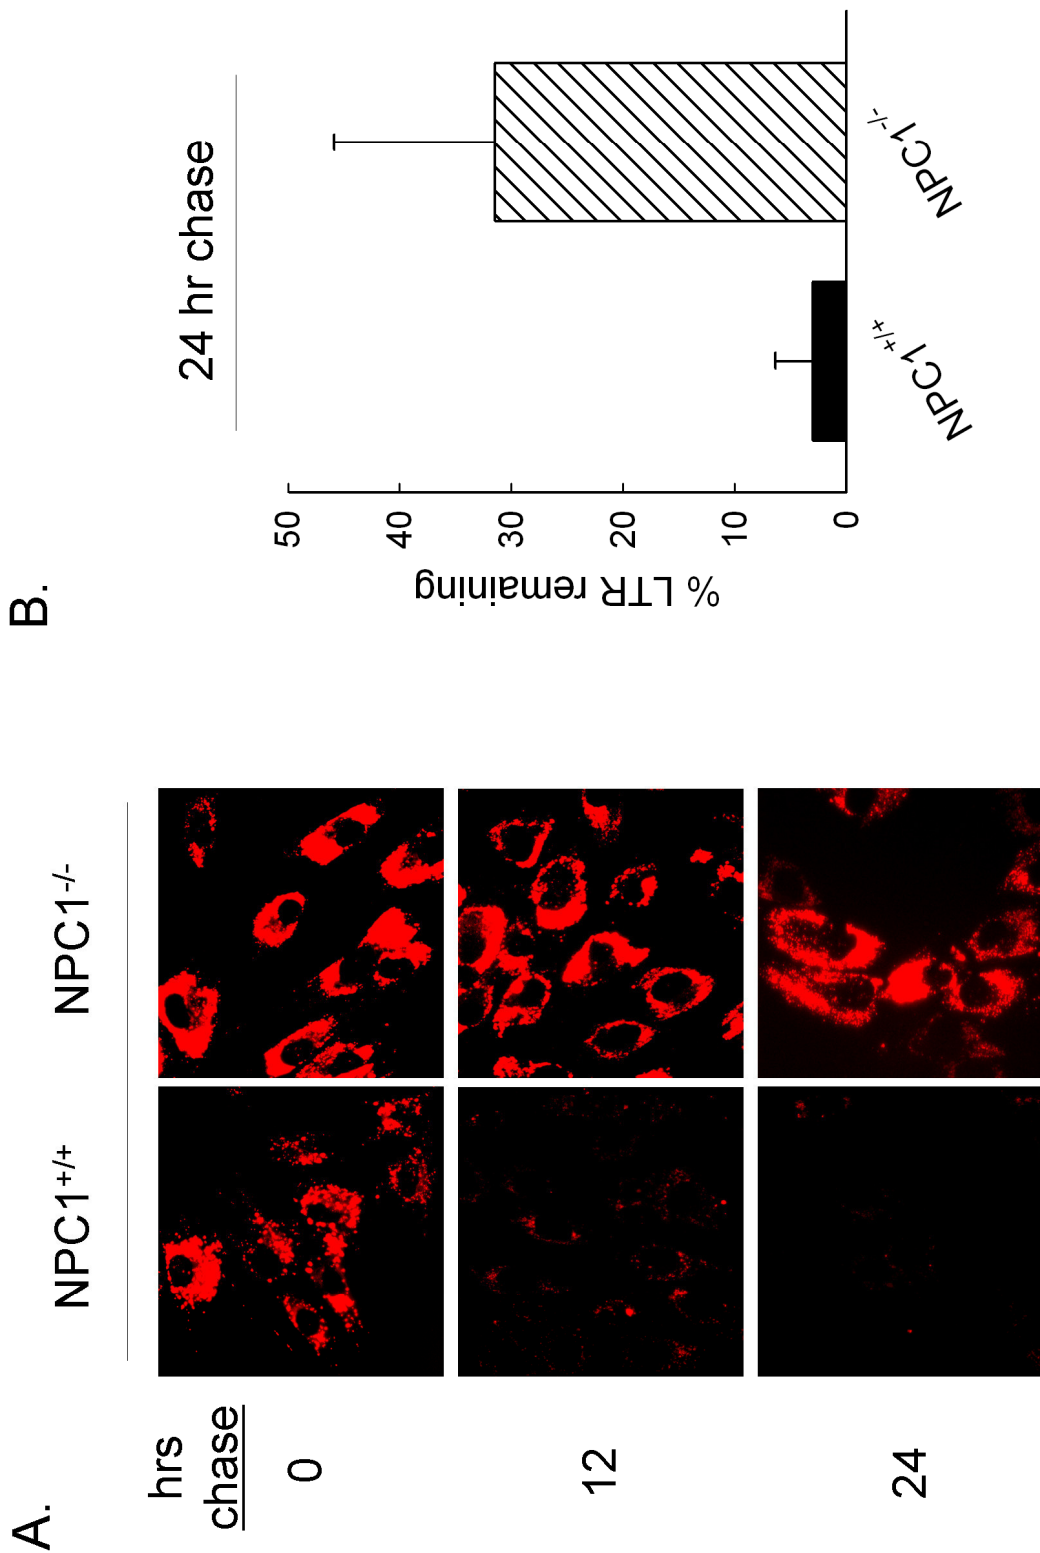 A.
NPC1+/+ NPC1-/-
hrs
chase
0
12
24
B.
24 hr chase
% LTR remaining
50
40
30
20
10
0
NPC1+/+ NPC1-/-